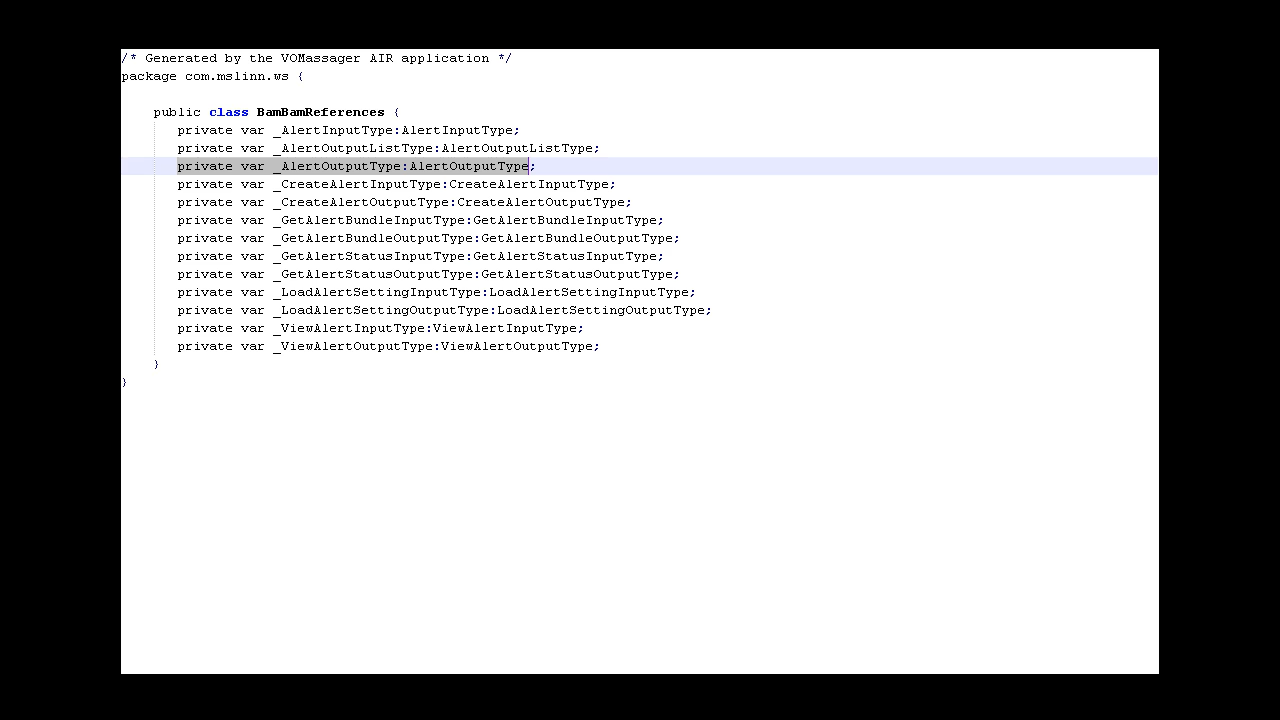 /* Generated by the VOMassager AIR application */
package com.mslinn.ws {
public class BamBamReferences {
private var _AlertInputType:AlertInputType;
private var _AlertOutputListType:AlertOutputListType;
private var _AlertOutputType:AlertOutputType;
private var _CreateAlertInputType:CreateAlertInputType;
private var _CreateAlertOutputType:CreateAlertOutputType;
private var _GetAlertBundleInputType:GetAlertBundleInputType;
private var _GetAlertBundleOutputType:GetAlertBundleOutputType;
private var _GetAlertStatusInputType:GetAlertStatusInputType;
private var _GetAlertStatusOutputType:GetAlertStatusOutputType;
private var _LoadAlertSettingInputType:LoadAlertSettingInputType;
private var _LoadAlertSettingOutputType:LoadAlertSettingOutputType;
private var _ViewAlertInputType:ViewAlertInputType;
private var _ViewAlertOutputType:ViewAlertOutputType;
}
}